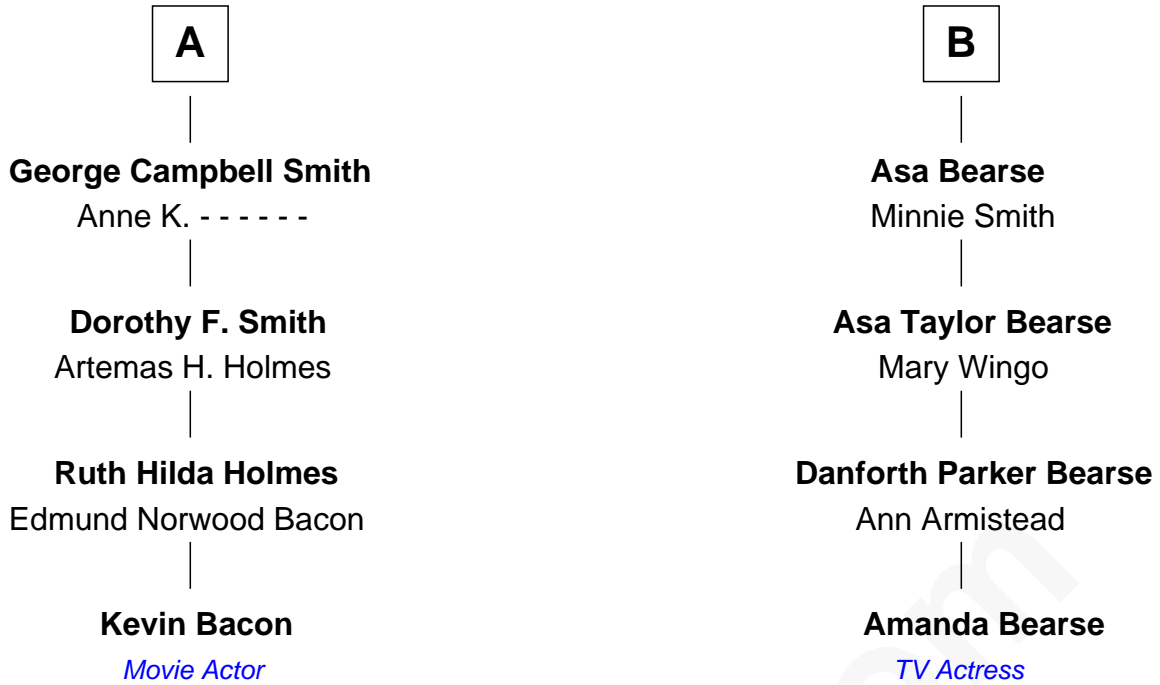 A
George Campbell Smith
Anne K. - - - - - -
Dorothy F. Smith
Artemas H. Holmes
Ruth Hilda Holmes
Edmund Norwood Bacon
Kevin Bacon
Movie Actor
B
Asa Bearse
Minnie Smith
Asa Taylor Bearse
Mary Wingo
Danforth Parker Bearse
Ann Armistead
Amanda Bearse
TV Actress
om